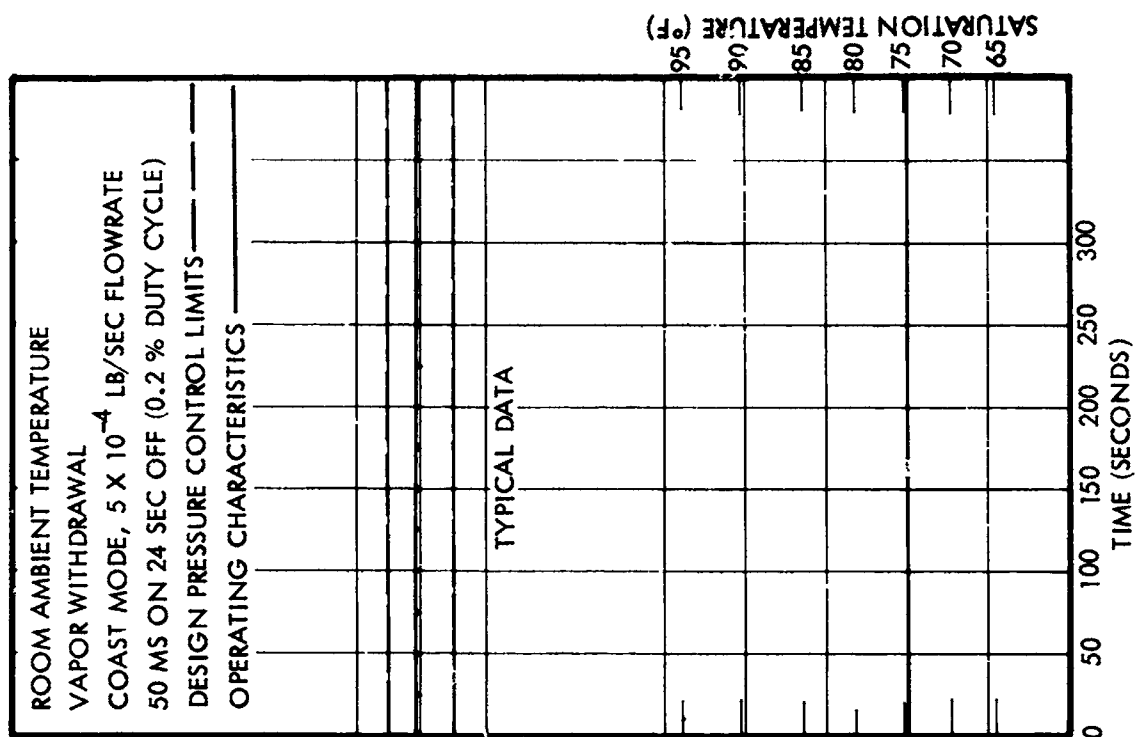 ROOM AMBIENT TEMPERATURE
VAPOR WITHDRAWAL
COAST MODE, 5 X 10⁻⁴ LB/SEC FLOWRATE
50 MS ON 24 SEC OFF (0.2 % DUTY CYCLE)
DESIGN PRESSURE CONTROL LIMITS
OPERATING CHARACTERISTICS
TYPICAL DATA
95
90
85
80
75
70
65
SATURATION TEMPERATURE (°F)
0 50 100 150 200 250 300
TIME (SECONDS)